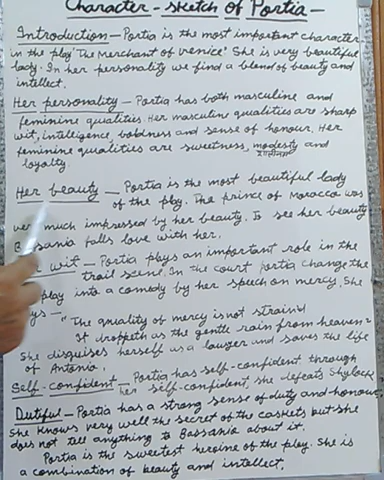 Character-sketch of Portia-
Introduction- Portia is the most important character
in the play 'The Merchant of Venice'. She is very beautiful
lady. In her personality we find a blend of beauty and
intellect.
Her personality- Portia has both masculine and
feminine qualities. Her masculine qualities are sharp
wit, intelligence, boldness and sense of honour. Her
feminine qualities are sweetness, modesty and
loyalty
Her beauty - Portia is the most beautiful lady
of the play. The prince of Morocco was
much impressed by her beauty. To see her beauty
falls love with her.
wit - Portia plays an important role in the
trail scene. In the court portia change the
play into a comedy by her speech on mercy. She
"The quality of mercy is not strain'd
It droppeth as the gentle rain from heaven"
She disguises herself as a lawyer and saves the life
of Antonio.
Self-confident - Portia has self-confident through
her self-confident, she defeats Shylock
Dutiful - Portia has a strong sense of duty and honour,
She knows very well the secret of the caskets but she
does not tell anything to Bassania about it.
Portia is the sweetest heroine of the play. She is
a combination of beauty and intellect.